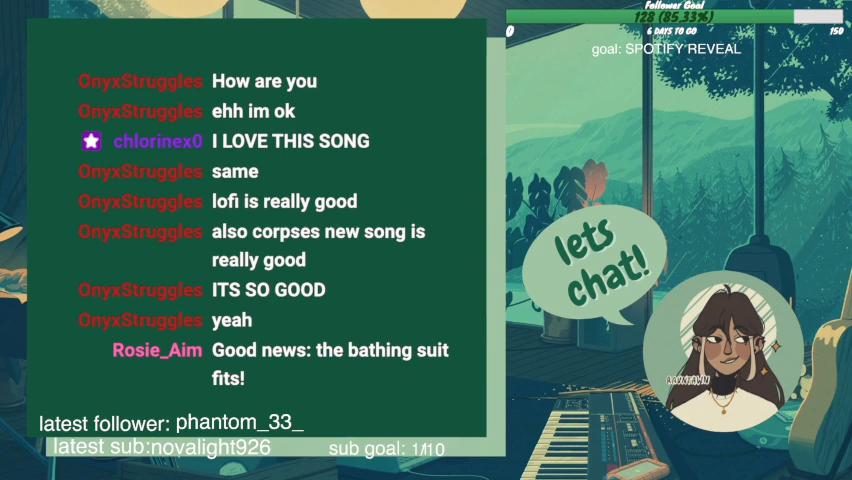 Follower Goal
128 (85.33%)
0 6 DAYS TO GO 150
goal: SPOTIFY REVEAL
OnyxStruggles How are you
OnyxStruggles ehh im ok
chlorinex0 I LOVE THIS SONG
OnyxStruggles same
OnyxStruggles lofi is really good
OnyxStruggles also corpses new song is
really good
OnyxStruggles ITS SO GOOD
OnyxStruggles yeah
Rosie_Aim Good news: the bathing suit
fits!
lets
chat!
latest follower: phantom_33_
latest sub:novalight926
sub goal: 1/10